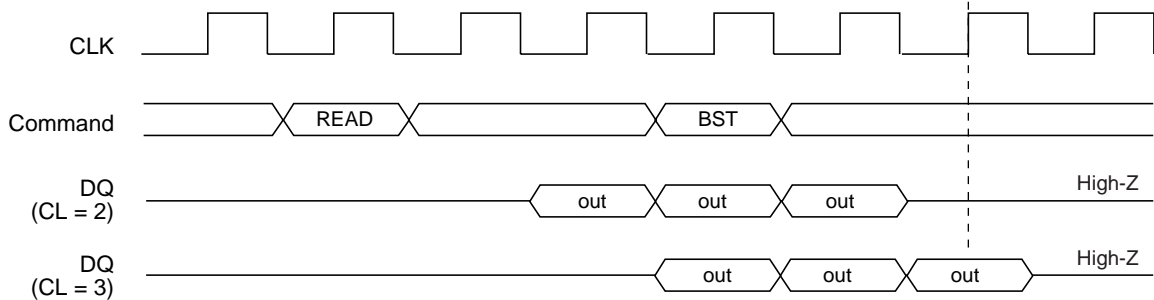 CLK
Command
READ
BST
DQ
(CL = 2)
out
out
out
High-Z
DQ
(CL = 3)
out
out
out
High-Z